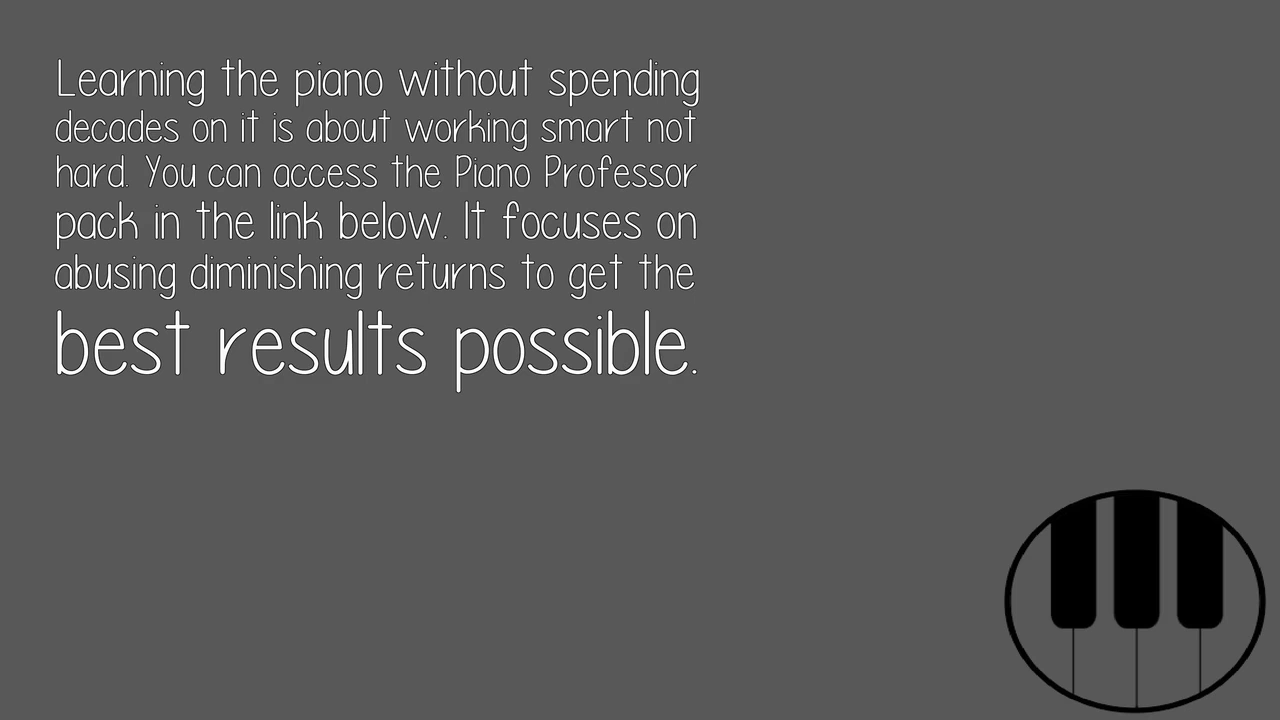 Learning the piano without spending
decades on it is about working smart not
hard. You can access the Piano Professor
pack in the link below. It focuses on
abusing diminishing returns to get the
best results possible.